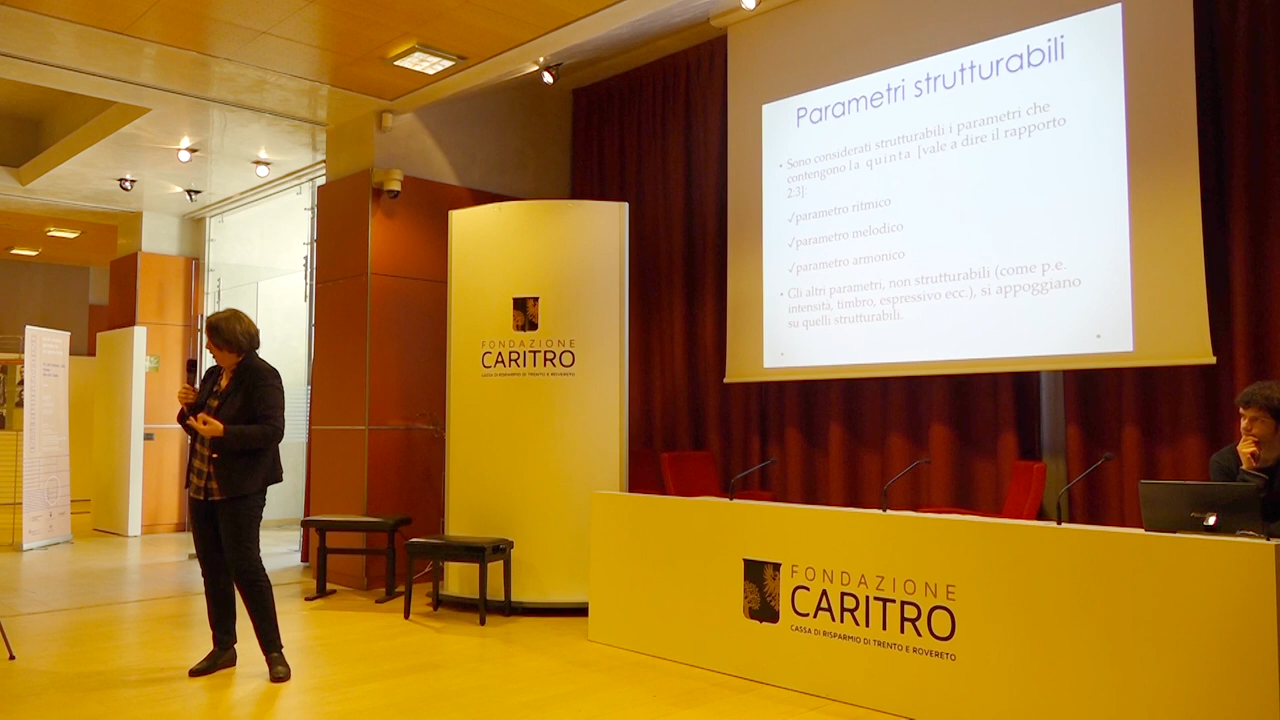 Parametri strutturabili
• Sono considerati strutturabili i parametri che
contengono la quinta [vale a dire il rapporto
2:3]:
✓parametro ritmico
✓parametro melodico
✓parametro armonico
• Gli altri parametri, non strutturabili (come p.e.
intensità, timbro, espressivo ecc.), si appoggiano
su quelli strutturabili.
FONDAZIONE
CARITRO
CASSA DI RISPARMIO DI TRENTO E ROVERETO
FONDAZIONE
CARITRO
CASSA DI RISPARMIO DI TRENTO E ROVERETO